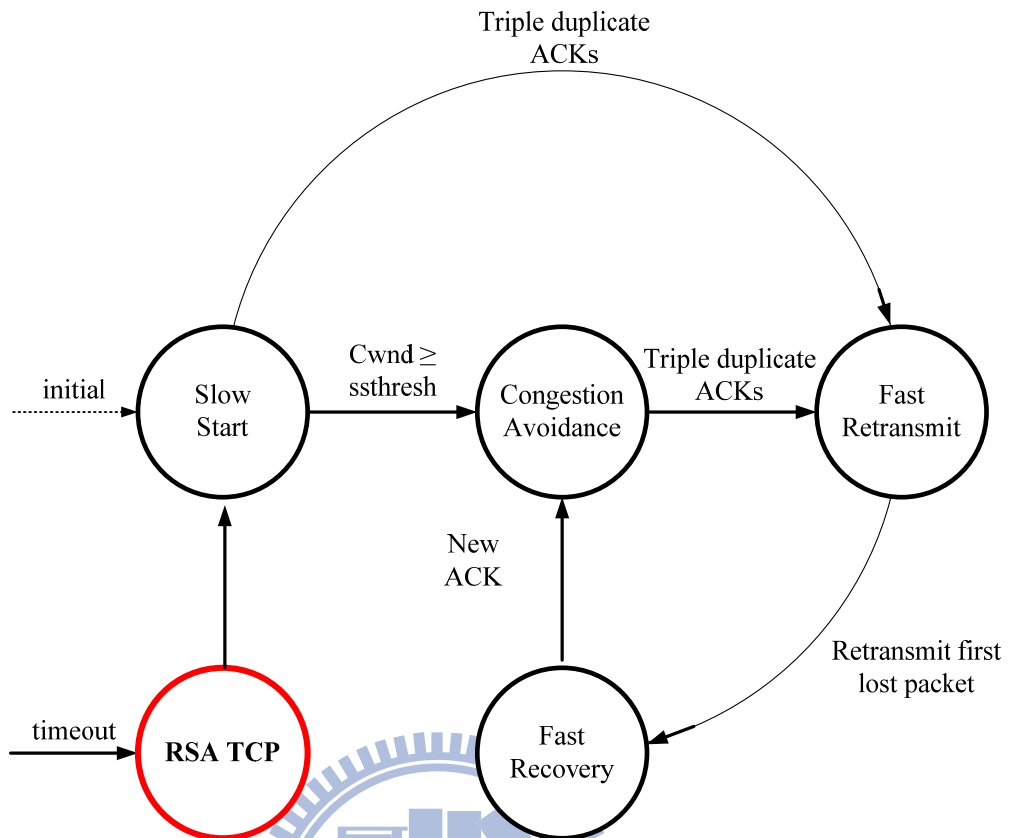 Triple duplicate
ACKs
initial
Slow
Start
Cwnd ≥
ssthresh
Congestion
Avoidance
Triple duplicate
ACKs
Fast
Retransmit
New
ACK
Retransmit first
lost packet
timeout
RSA TCP
Fast
Recovery